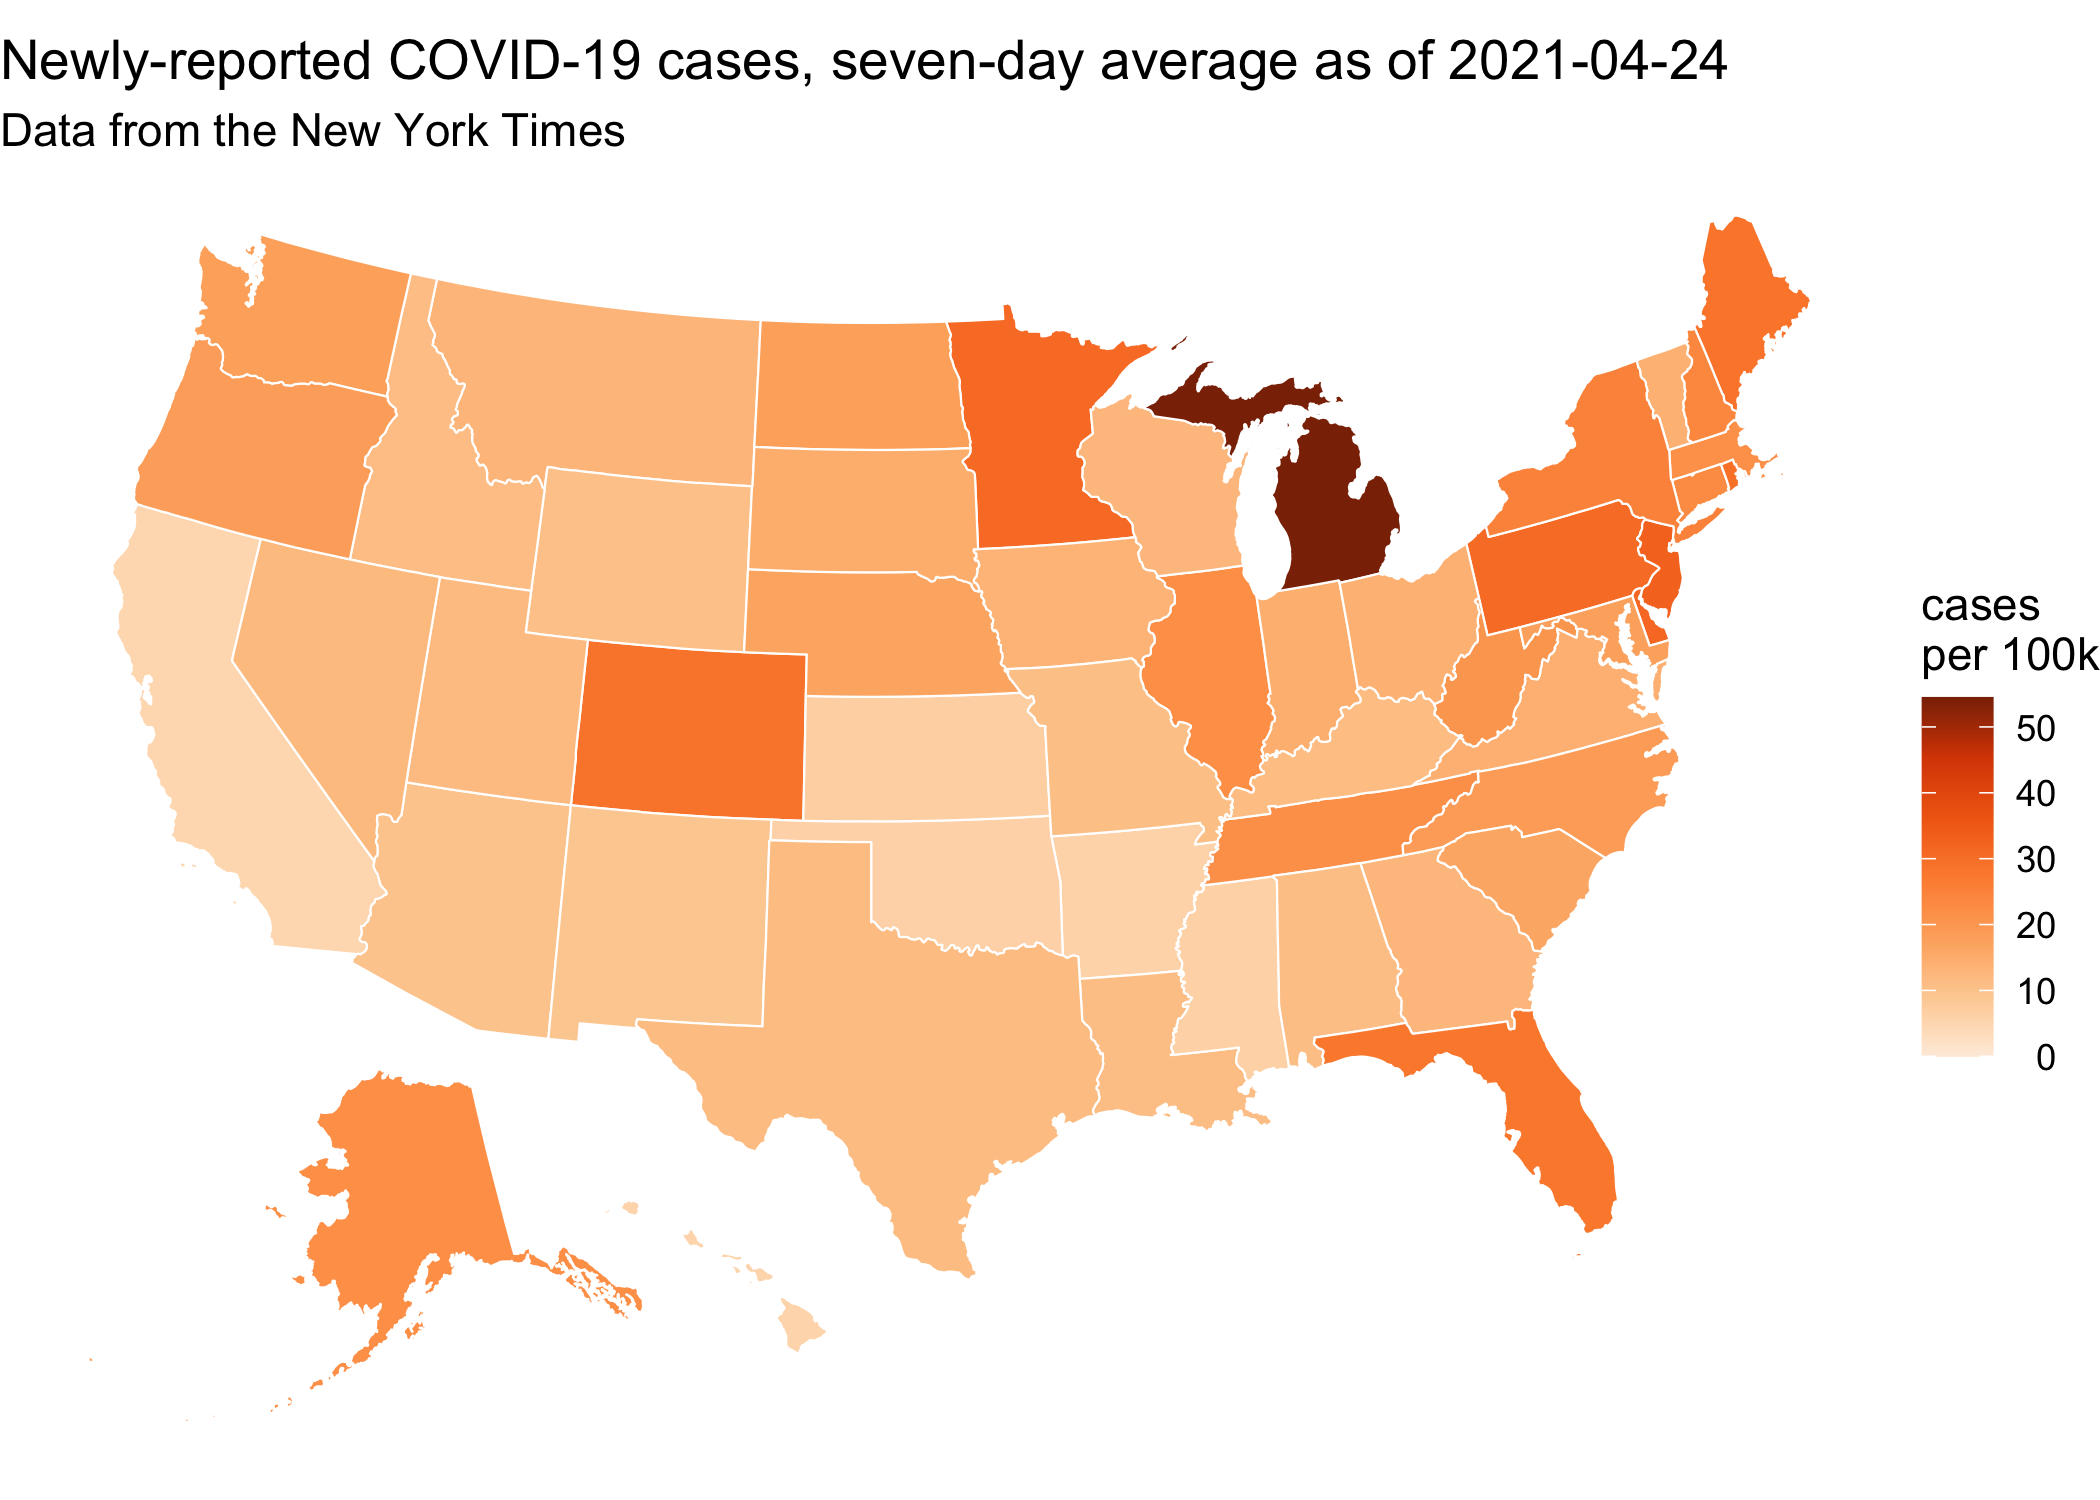 Newly-reported COVID-19 cases, seven-day average as of 2021-04-24
Data from the New York Times
cases
per 100k
50
40
30
20
10
0